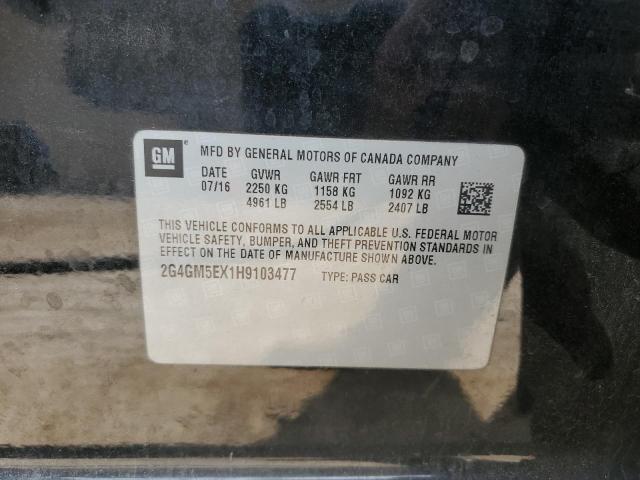 GM
MFD BY GENERAL MOTORS OF CANADA COMPANY
DATE GVWR GAWR FRT GAWR RR
07/16 2250 KG 1158 KG 1092 KG
4961 LB 2554 LB 2407 LB
THIS VEHICLE CONFORMS TO ALL APPLICABLE U.S. FEDERAL MOTOR
VEHICLE SAFETY, BUMPER, AND THEFT PREVENTION STANDARDS IN
EFFECT ON THE DATE OF MANUFACTURE SHOWN ABOVE.
2G4GM5EX1H9103477 TYPE: PASS CAR